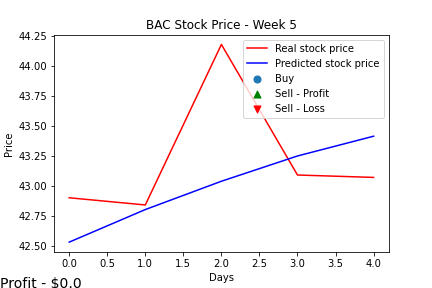 BAC Stock Price - Week 5
44.25
44.00
43.75
43.50
43.25
43.00
42.75
42.50
Price
Real stock price
Predicted stock price
Buy
Sell - Profit
Sell - Loss
0.0 0.5 1.0 1.5 2.0 2.5 3.0 3.5 4.0
Days
Profit - $0.0